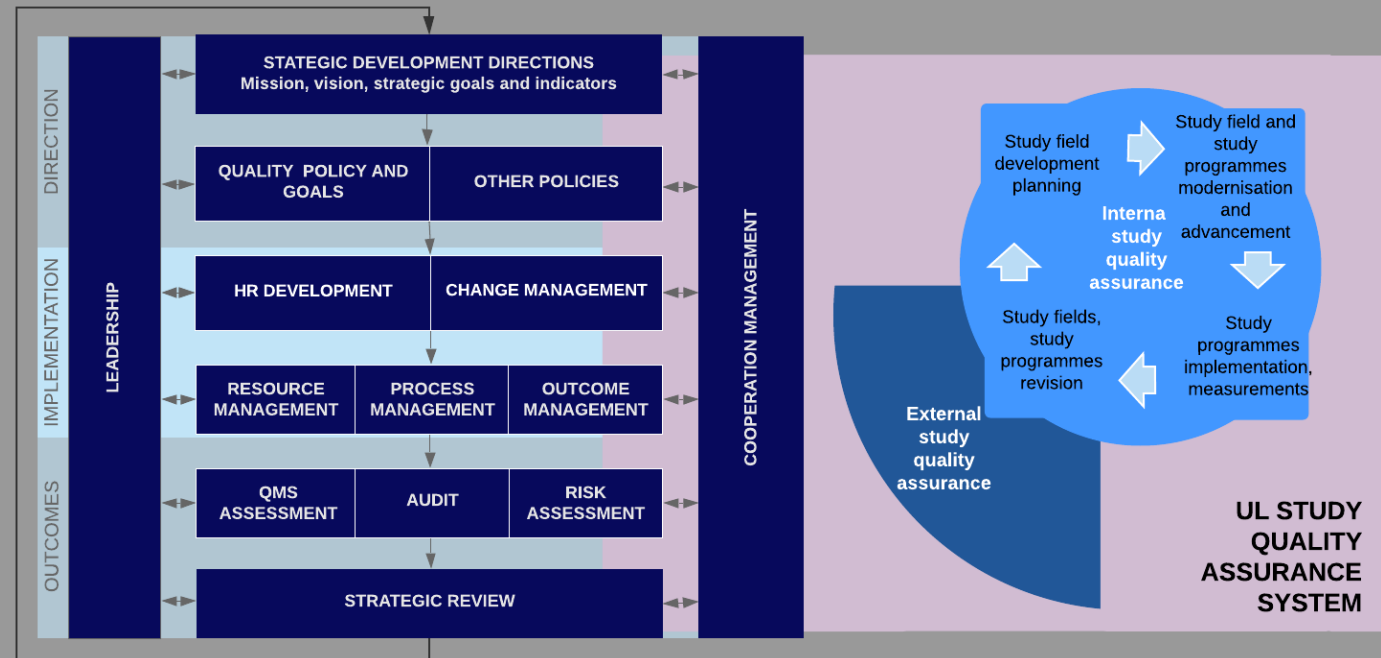 DIRECTION
IMPLEMENTATION
OUTCOMES
LEADERSHIP
STATEGIC DEVELOPMENT DIRECTIONS
Mission, vision, strategic goals and indicators
QUALITY POLICY AND
GOALS
OTHER POLICIES
HR DEVELOPMENT
CHANGE MANAGEMENT
RESOURCE
MANAGEMENT
PROCESS
MANAGEMENT
OUTCOME
MANAGEMENT
QMS
ASSESSMENT
AUDIT
RISK
ASSESSMENT
STRATEGIC REVIEW
COOPERATION MANAGEMENT
Study field
development
planning
Study field and
study
programmes
modernisation
and
advancement
Interna
study
quality
assurance
Study fields,
study
programmes
revision
Study
programmes
implementation,
measurements
External
study
quality
assurance
UL STUDY
QUALITY
ASSURANCE
SYSTEM